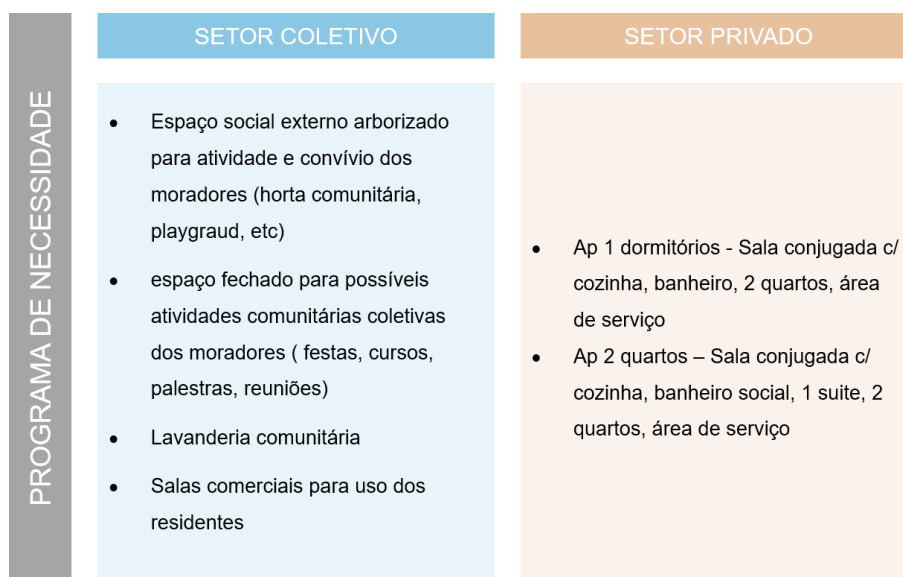 PROGRAMA DE NECESSIDADE
SETOR COLETIVO
• Espaço social externo arborizado
para atividade e convívio dos
moradores (horta comunitária,
playgraud, etc)
• espaço fechado para possíveis
atividades comunitárias coletivas
dos moradores ( festas, cursos,
palestras, reuniões)
• Lavanderia comunitária
• Salas comerciais para uso dos
residentes
SETOR PRIVADO
• Ap 1 dormitórios - Sala conjugada c/
cozinha, banheiro, 2 quartos, área
de serviço
• Ap 2 quartos – Sala conjugada c/
cozinha, banheiro social, 1 suite, 2
quartos, área de serviço